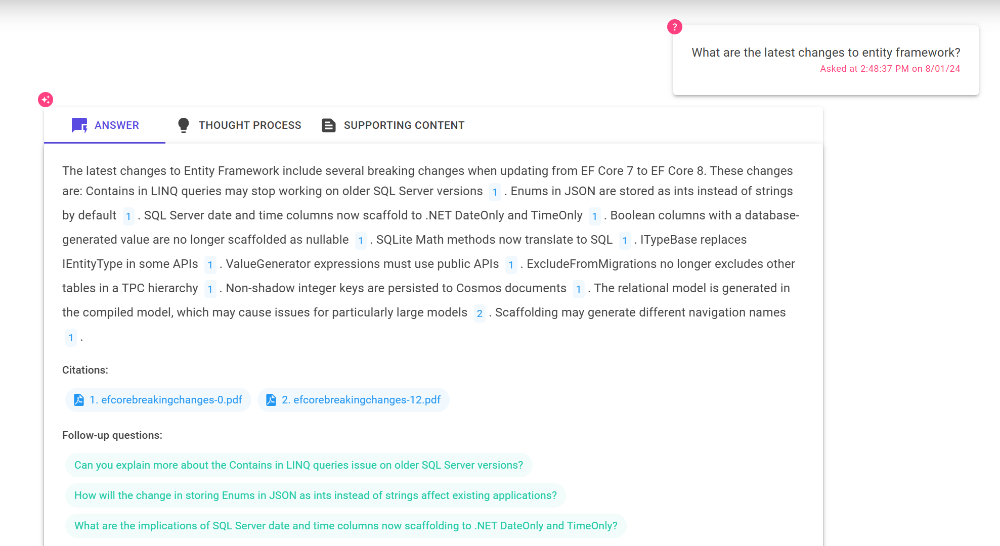 ?
What are the latest changes to entity framework?
Asked at 2:48:37 PM on 8/01/24
ANSWER THOUGHT PROCESS SUPPORTING CONTENT
The latest changes to Entity Framework include several breaking changes when updating from EF Core 7 to EF Core 8. These changes
are: Contains in LINQ queries may stop working on older SQL Server versions 1 . Enums in JSON are stored as ints instead of strings
by default 1 . SQL Server date and time columns now scaffold to .NET DateOnly and TimeOnly 1 . Boolean columns with a database-
generated value are no longer scaffolded as nullable 1 . SQLite Math methods now translate to SQL 1 . ITypeBase replaces
IEntityType in some APIs 1 . ValueGenerator expressions must use public APIs 1 . ExcludeFromMigrations no longer excludes other
tables in a TPC hierarchy 1 . Non-shadow integer keys are persisted to Cosmos documents 1 . The relational model is generated in
the compiled model, which may cause issues for particularly large models 2 . Scaffolding may generate different navigation names
1 .
Citations:
1. efcorebreakingchanges-0.pdf 2. efcorebreakingchanges-12.pdf
Follow-up questions:
Can you explain more about the Contains in LINQ queries issue on older SQL Server versions?
How will the change in storing Enums in JSON as ints instead of strings affect existing applications?
What are the implications of SQL Server date and time columns now scaffolding to .NET DateOnly and TimeOnly?